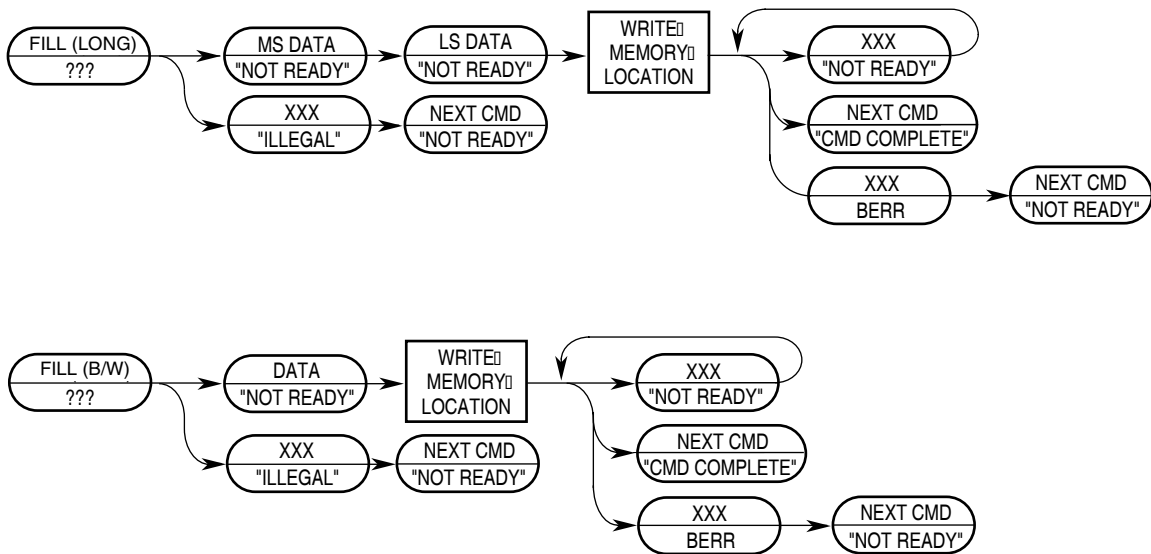 FILL (LONG)
???
MS DATA
"NOT READY"
LS DATA
"NOT READY"
WRITE▯
MEMORY▯
LOCATION
XXX
"NOT READY"
XXX
"ILLEGAL"
NEXT CMD
"NOT READY"
NEXT CMD
"CMD COMPLETE"
XXX
BERR
NEXT CMD
"NOT READY"
FILL (B/W)
???
DATA
"NOT READY"
WRITE▯
MEMORY▯
LOCATION
XXX
"NOT READY"
XXX
"ILLEGAL"
NEXT CMD
"NOT READY"
NEXT CMD
"CMD COMPLETE"
XXX
BERR
NEXT CMD
"NOT READY"